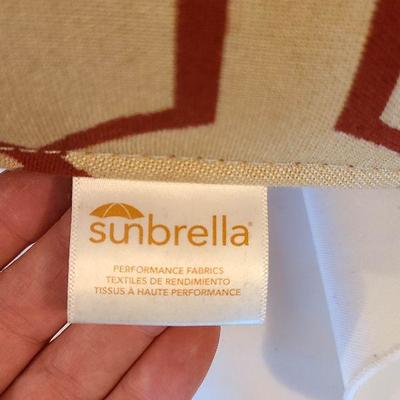 sunbrella®
PERFORMANCE FABRICS
TEXTILES DE RENDIMIENTO
TISSUS À HAUTE PERFORMANCE